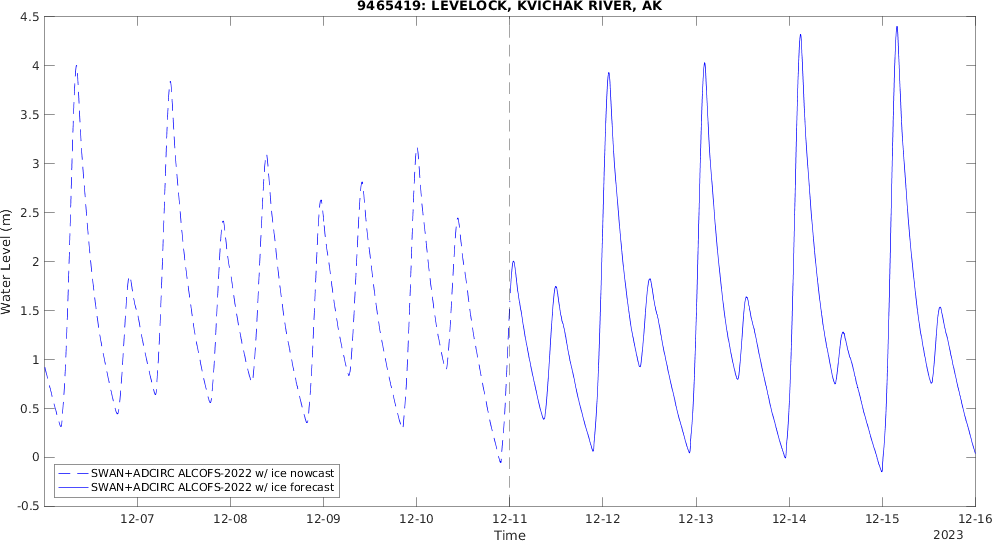 9465419: LEVELOCK, KVICHAK RIVER, AK
Water Level (m)
4.5
4
3.5
3
2.5
2
1.5
1
0.5
0
-0.5
SWAN+ADCIRC ALCOFS-2022 w/ ice nowcast
SWAN+ADCIRC ALCOFS-2022 w/ ice forecast
12-07 12-08 12-09 12-10 12-11 12-12 12-13 12-14 12-15 12-16
Time
2023